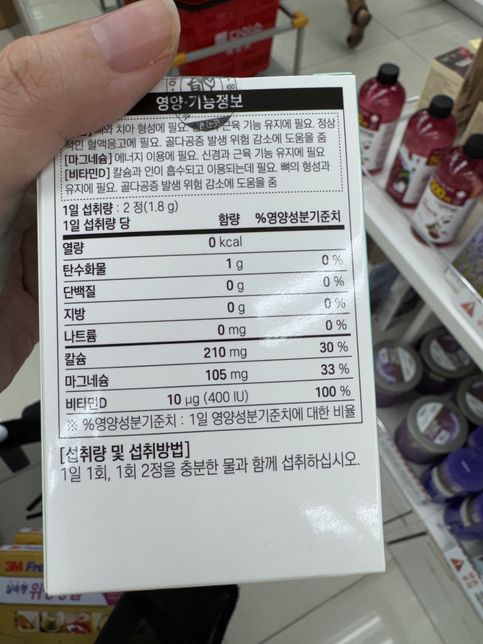 다이소
영양·기능정보
뼈와 치아 형성에 필요. 신경과 근육 기능 유지에 필요. 정상
적인 혈액응고에 필요. 골다공증 발생 위험 감소에 도움을 줌
[마그네슘] 에너지 이용에 필요. 신경과 근육 기능 유지에 필요
[비타민D] 칼슘과 인이 흡수되고 이용되는데 필요. 뼈의 형성과
유지에 필요. 골다공증 발생 위험 감소에 도움을 줌
1일 섭취량 : 2 정(1.8 g)
1일 섭취량 당 함량 %영양성분기준치
열량 0 kcal
탄수화물 1 g 0 %
단백질 0 g 0 %
지방 0 g 0 %
나트륨 0 mg 0 %
칼슘 210 mg 30 %
마그네슘 105 mg 33 %
비타민D 10 µg (400 IU) 100 %
※ %영양성분기준치 : 1일 영양성분기준치에 대한 비율
[섭취량 및 섭취방법]
1일 1회, 1회 2정을 충분한 물과 함께 섭취하십시오.
3M